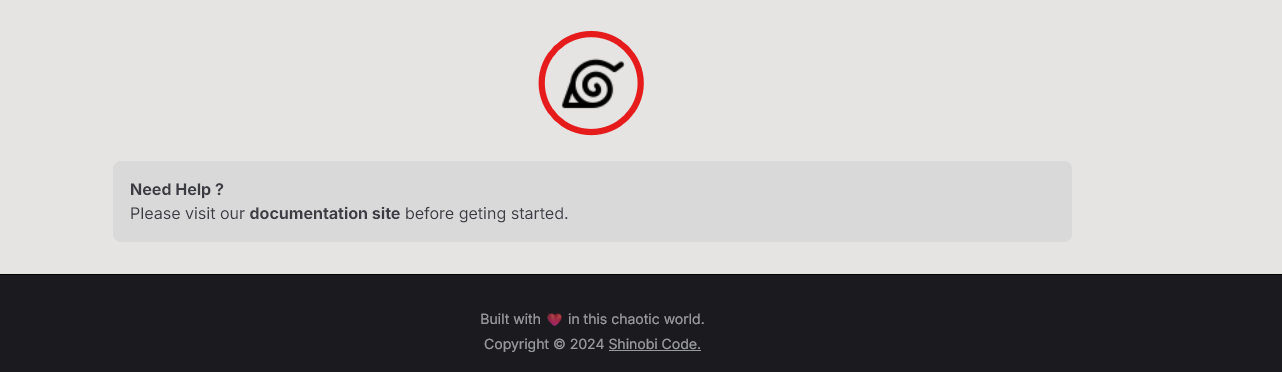 Need Help ?
Please visit our documentation site before geting started.
Built with ❤️ in this chaotic world.
Copyright © 2024 Shinobi Code.